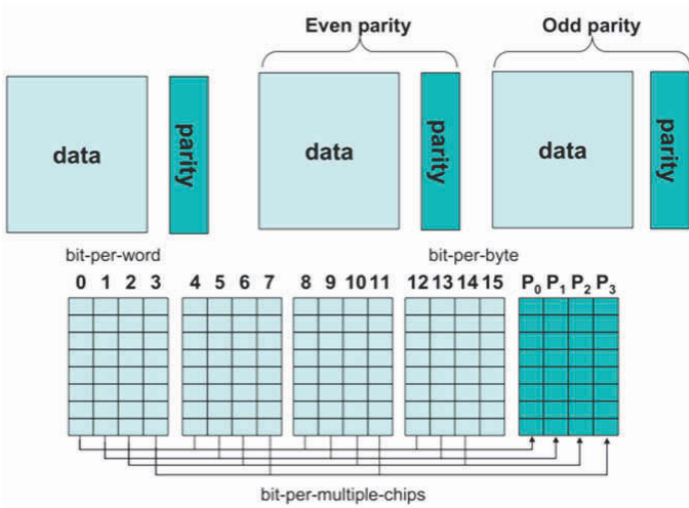 Even parity Odd parity
data parity data parity data parity
bit-per-word bit-per-byte
0 1 2 3 4 5 6 7 8 9 10 11 12 13 14 15 P0 P1 P2 P3
bit-per-multiple-chips